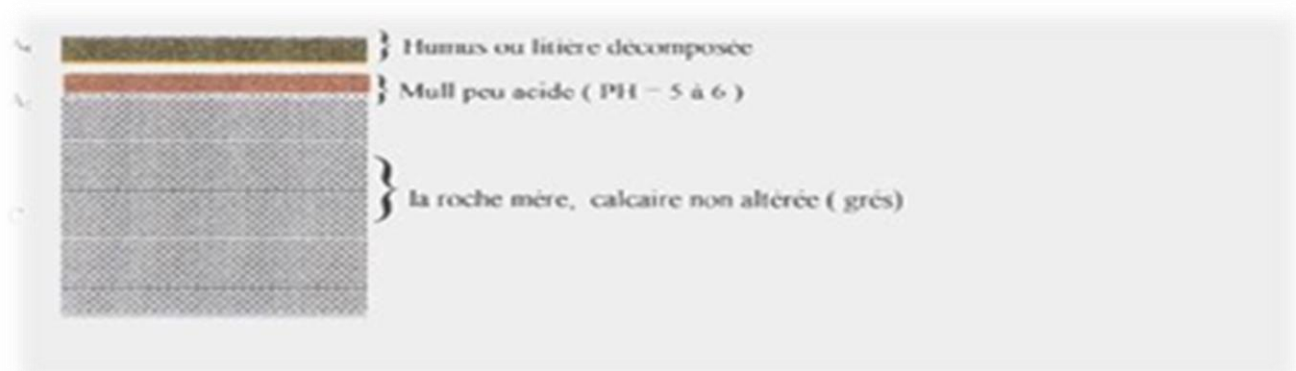 Humus ou litière décomposée
Mull peu acide ( PH = 5 à 6 )
la roche mère, calcaire non altérée ( grés)